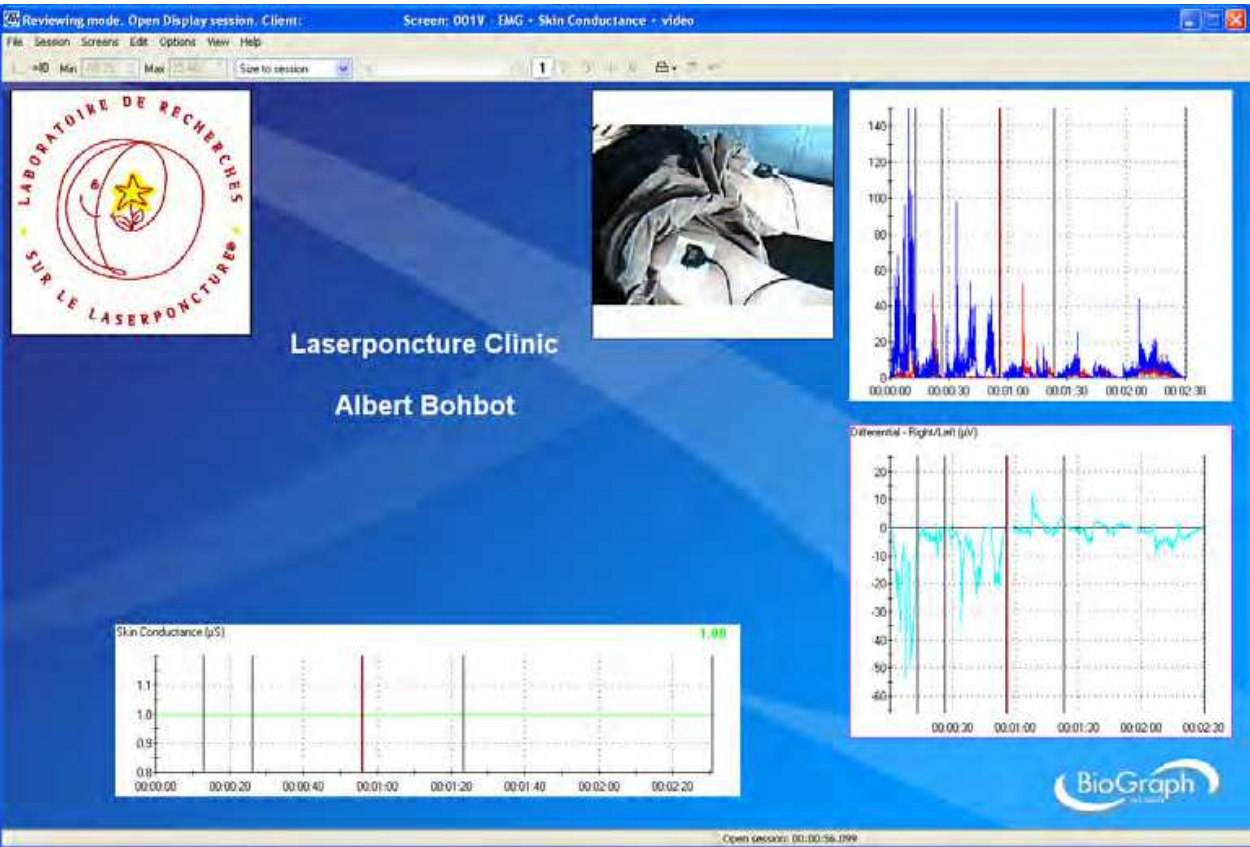 Reviewing mode. Open Display session. Client:
Screen: 001V - EMG + Skin Conductance + video
File Session Screens Edit Options View Help
Min
Max
Size to session
1
LABORATOIRE DE RECHERCHES
SUR LE LASERPONCTURE®
Laserponcture Clinic
Albert Bohbot
140
120
100
80
60
40
20
0
00:00:00 00:00:30 00:01:00 00:01:30 00:02:00 00:02:30
Differential - Right/Left (µV)
20
10
0
-10
-20
-30
-40
-50
-60
00:00:30 00:01:00 00:01:30 00:02:00 00:02:30
Skin Conductance (µS)
1.00
1.1
1.0
0.9
0.8
00:00:00 00:00:20 00:00:40 00:01:00 00:01:20 00:01:40 00:02:00 00:02:20
BioGraph
Open session: 00:00:56.099